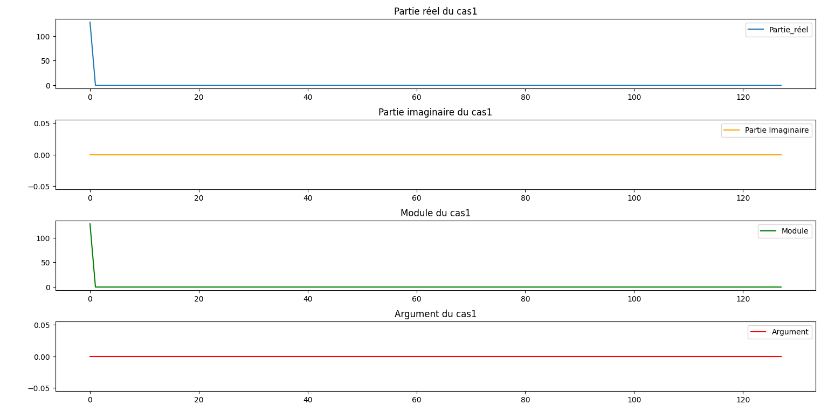 Partie réel du cas1
Partie_réel
100
50
0
0 20 40 60 80 100 120
Partie imaginaire du cas1
Partie Imaginaire
0.05
0.00
−0.05
0 20 40 60 80 100 120
Module du cas1
Module
100
50
0
0 20 40 60 80 100 120
Argument du cas1
Argument
0.05
0.00
−0.05
0 20 40 60 80 100 120